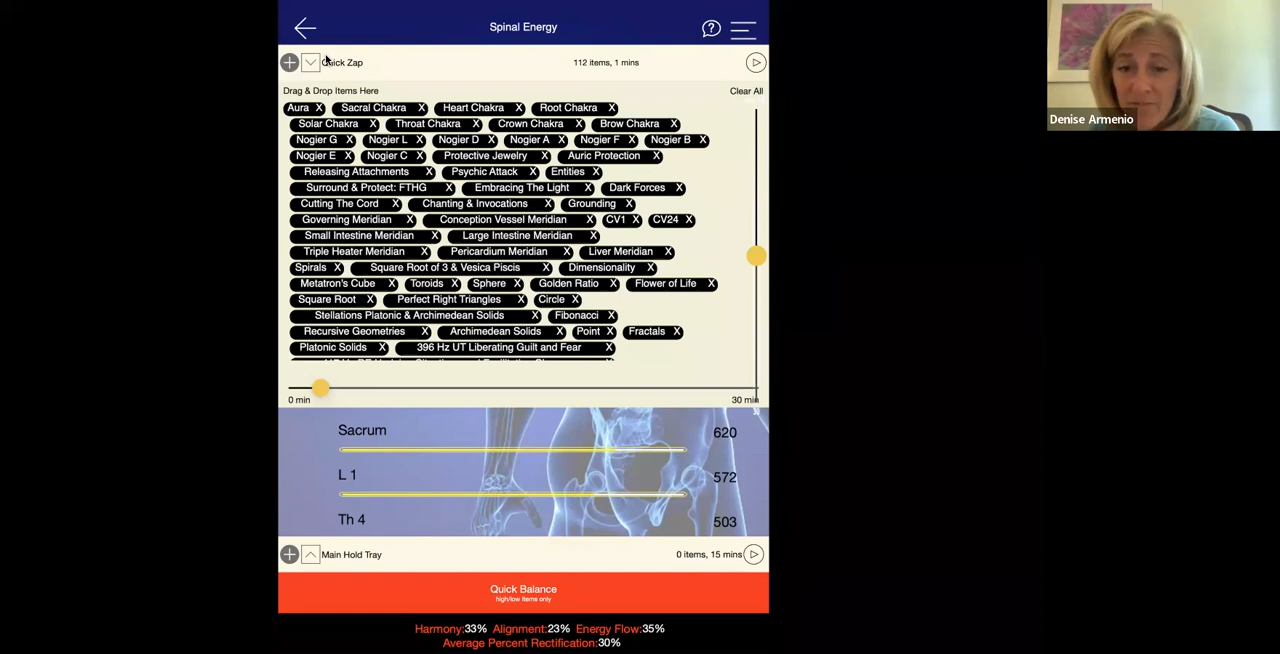 Spinal Energy
Quick Zap 112 items, 1 mins
Drag & Drop Items Here Clear All
Aura X Sacral Chakra X Heart Chakra X Root Chakra X
Solar Chakra X Throat Chakra X Crown Chakra X Brow Chakra X
Nogier G X Nogier L X Nogier D X Nogier A X Nogier F X Nogier B X
Nogier E X Nogier C X Protective Jewelry X Auric Protection X
Releasing Attachments X Psychic Attack X Entities X
Surround & Protect: FTHG X Embracing The Light X Dark Forces X
Cutting The Cord X Chanting & Invocations X Grounding X
Governing Meridian X Conception Vessel Meridian X CV1 X CV24 X
Small Intestine Meridian X Large Intestine Meridian X
Triple Heater Meridian X Pericardium Meridian X Liver Meridian X
Spirals X Square Root of 3 & Vesica Piscis X Dimensionality X
Metatron's Cube X Toroids X Sphere X Golden Ratio X Flower of Life X
Square Root X Perfect Right Triangles X Circle X
Stellations Platonic & Archimedean Solids X Fibonacci X
Recursive Geometries X Archimedean Solids X Point X Fractals X
Platonic Solids X 396 Hz UT Liberating Guilt and Fear X
0 min 30 min
30
Sacrum 620
L 1 572
Th 4 503
Main Hold Tray 0 items, 15 mins
Quick Balance
high/low items only
Harmony:33% Alignment:23% Energy Flow:35%
Average Percent Rectification:30%
Denise Armenio